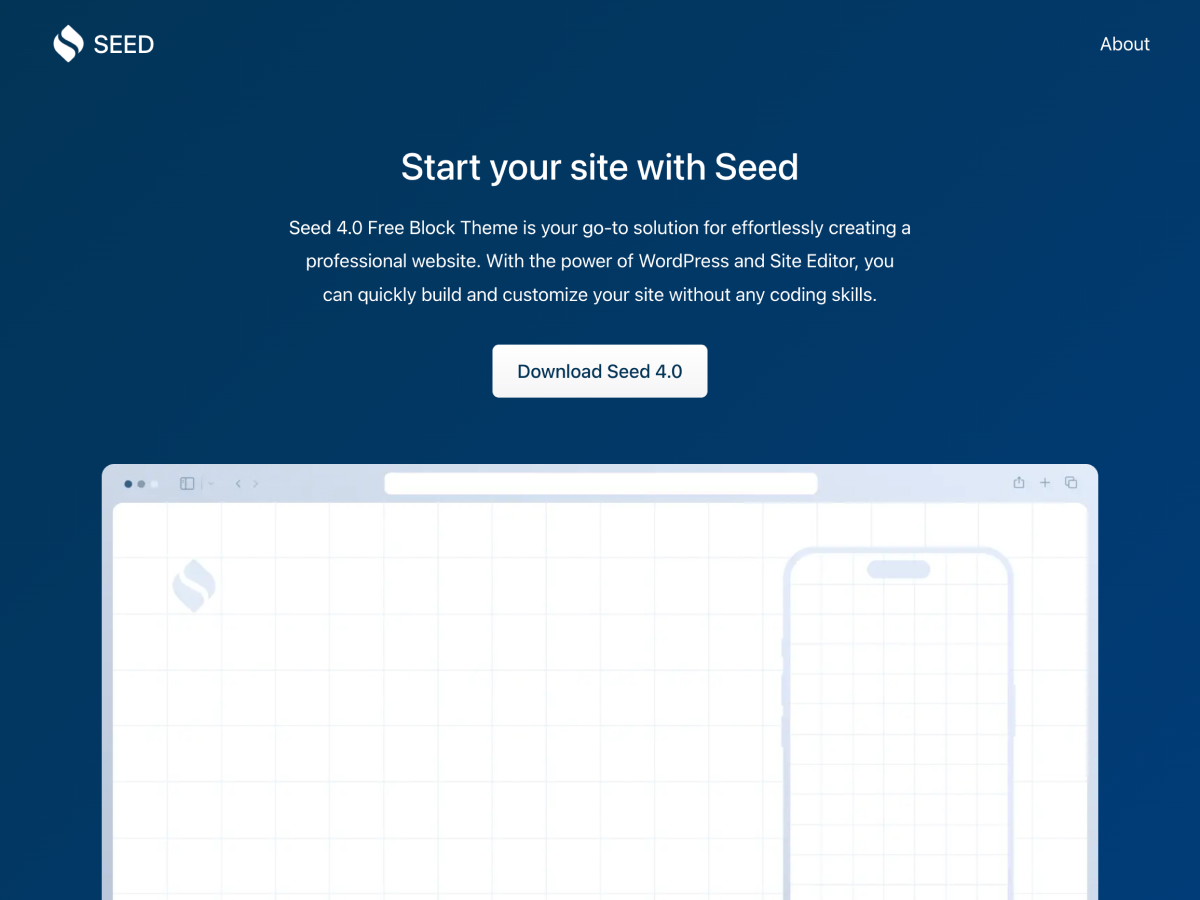 SEED
About
Start your site with Seed
Seed 4.0 Free Block Theme is your go-to solution for effortlessly creating a
professional website. With the power of WordPress and Site Editor, you
can quickly build and customize your site without any coding skills.
Download Seed 4.0